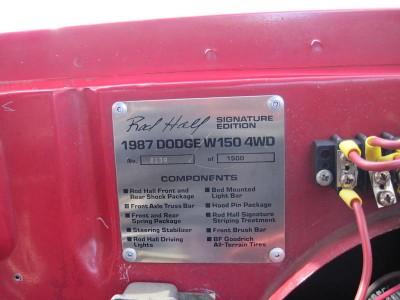 Rod Hall SIGNATURE
EDITION
1987 DODGE W150 4WD
No. of 1500
COMPONENTS
Rod Hall Front and
Rear Shock Package
Front Axle Truss Bar
Front and Rear
Spring Package
Steering Stabilizer
Rod Hall Driving
Lights
Bed Mounted
Light Bar
Hood Pin Package
Rod Hall Signature
Striping Treatment
Front Brush Bar
BF Goodrich
All-Terrain Tires